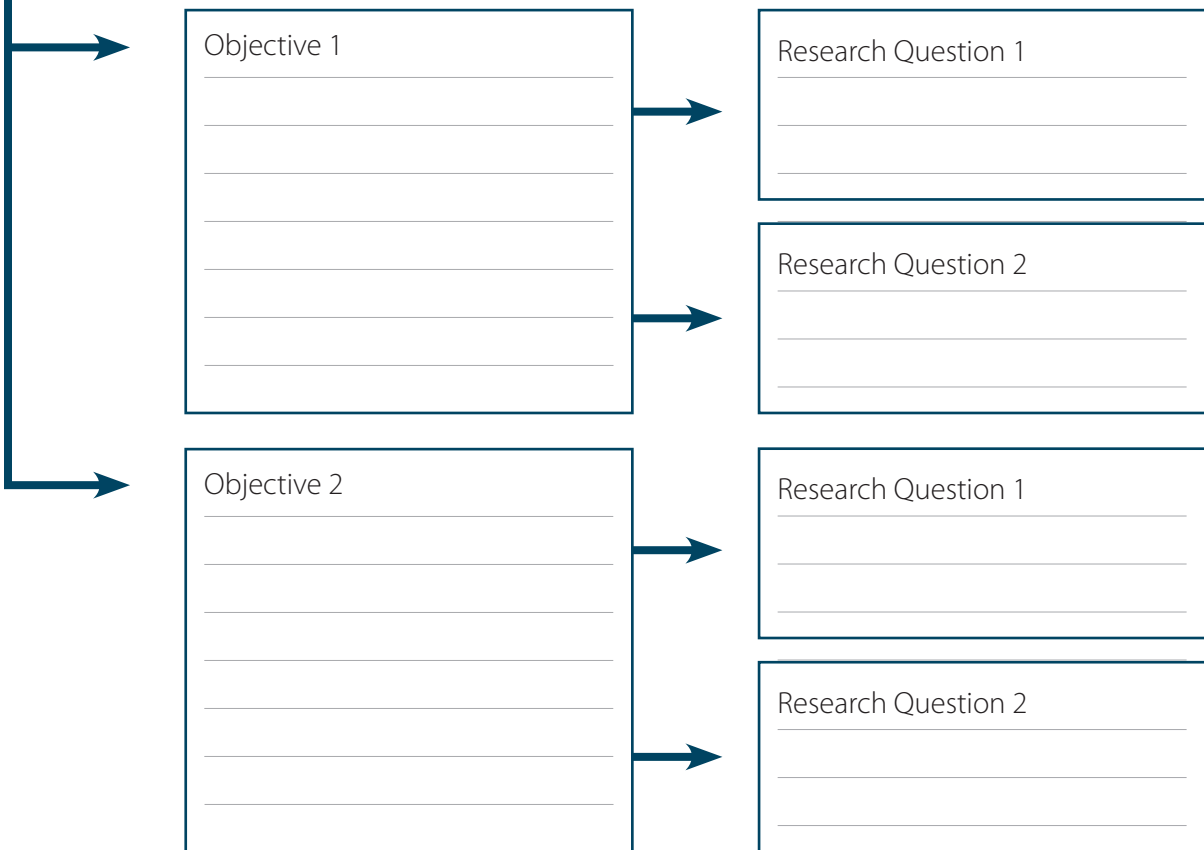 Objective 1
Research Question 1
Research Question 2
Objective 2
Research Question 1
Research Question 2